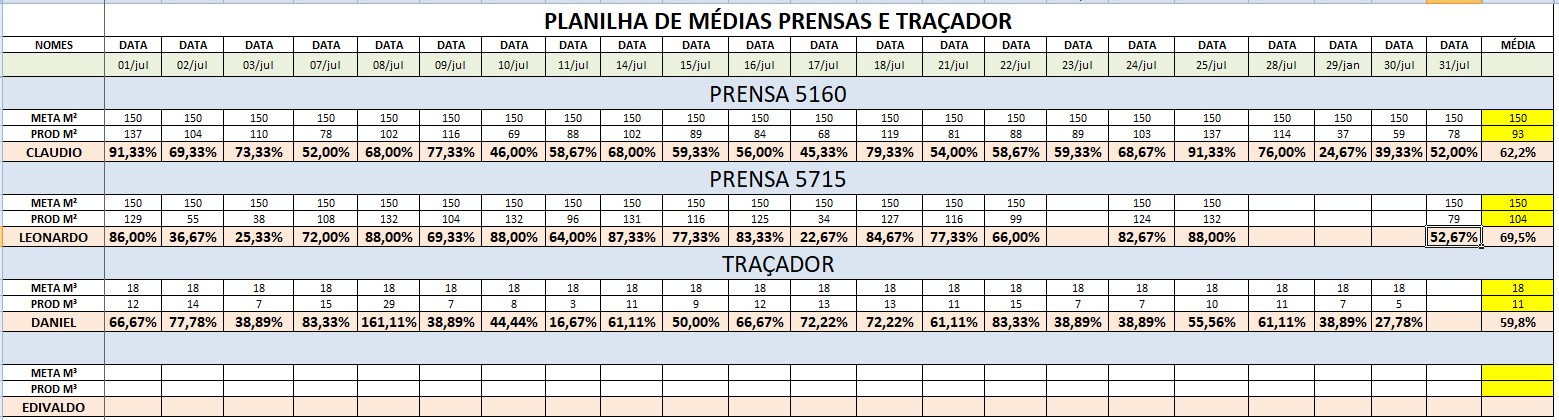 PLANILHA DE MÉDIAS PRENSAS E TRAÇADOR
NOMES DATA DATA DATA DATA DATA DATA DATA DATA DATA DATA DATA DATA DATA DATA DATA DATA DATA DATA DATA DATA DATA DATA MÉDIA
01/jul 02/jul 03/jul 07/jul 08/jul 09/jul 10/jul 11/jul 14/jul 15/jul 16/jul 17/jul 18/jul 21/jul 22/jul 23/jul 24/jul 25/jul 28/jul 29/jan 30/jul 31/jul
PRENSA 5160
META M² 150 150 150 150 150 150 150 150 150 150 150 150 150 150 150 150 150 150 150 150 150 150 150
PROD M² 137 104 110 78 102 116 69 88 102 89 84 68 119 81 88 89 103 137 114 37 59 78 93
CLAUDIO 91,33% 69,33% 73,33% 52,00% 68,00% 77,33% 46,00% 58,67% 68,00% 59,33% 56,00% 45,33% 79,33% 54,00% 58,67% 59,33% 68,67% 91,33% 76,00% 24,67% 39,33% 52,00% 62,2%
PRENSA 5715
META M² 150 150 150 150 150 150 150 150 150 150 150 150 150 150 150 150 150 150 150
PROD M² 129 55 38 108 132 104 132 96 131 116 125 34 127 116 99 124 132 79 104
LEONARDO 86,00% 36,67% 25,33% 72,00% 88,00% 69,33% 88,00% 64,00% 87,33% 77,33% 83,33% 22,67% 84,67% 77,33% 66,00% 82,67% 88,00% 52,67% 69,5%
TRAÇADOR
META M³ 18 18 18 18 18 18 18 18 18 18 18 18 18 18 18 18 18 18 18 18 18 18
PROD M³ 12 14 7 15 29 7 8 3 11 9 12 13 13 11 15 7 7 10 11 7 5 11
DANIEL 66,67% 77,78% 38,89% 83,33% 161,11% 38,89% 44,44% 16,67% 61,11% 50,00% 66,67% 72,22% 72,22% 61,11% 83,33% 38,89% 38,89% 55,56% 61,11% 38,89% 27,78% 59,8%
META M³
PROD M³
EDIVALDO